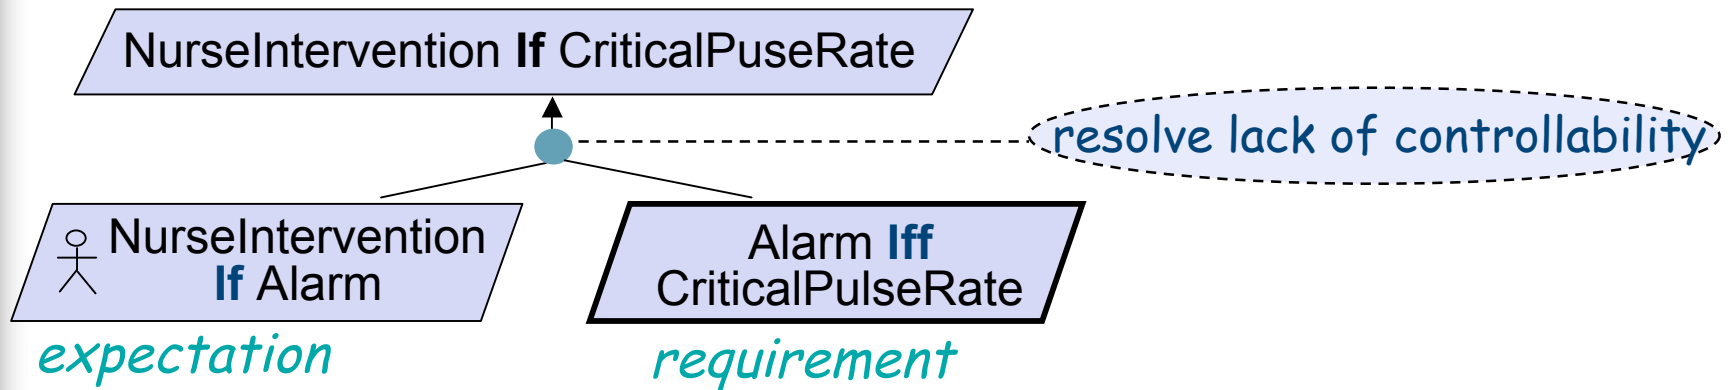 NurseIntervention If CriticalPuseRate
resolve lack of controllability
NurseIntervention
If Alarm
Alarm Iff
CriticalPulseRate
expectation
requirement